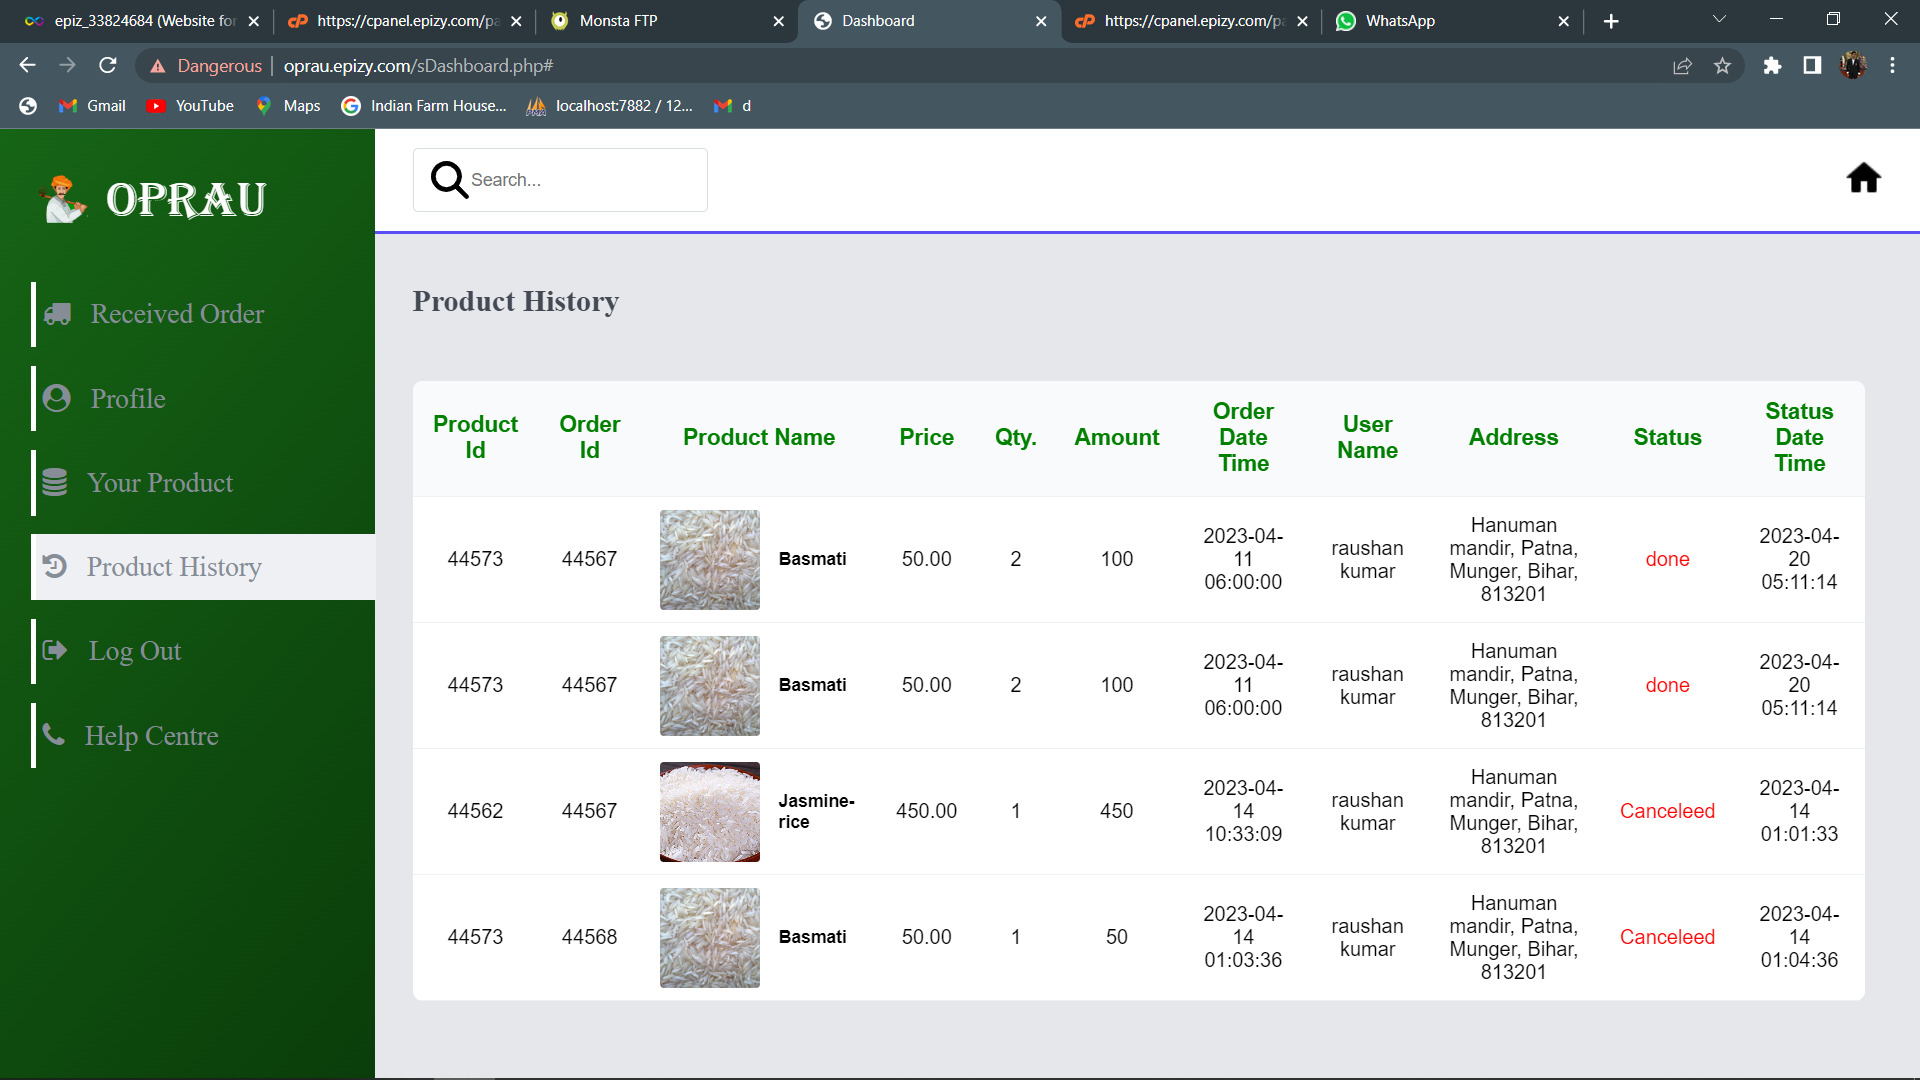 epiz_33824684 (Website for
https://cpanel.epizy.com/pa
Monsta FTP
Dashboard
https://cpanel.epizy.com/pa
WhatsApp
Dangerous
oprau.epizy.com/sDashboard.php#
Gmail
YouTube
Maps
Indian Farm House...
localhost:7882 / 12...
d
OPRAU
Search...
Received Order
Profile
Your Product
Product History
Log Out
Help Centre
Product History
Product Id Order Id Product Name Price Qty. Amount Order Date Time User Name Address Status Status Date Time
44573 44567 Basmati 50.00 2 100 2023-04-11 06:00:00 raushan kumar Hanuman mandir, Patna, Munger, Bihar, 813201 done 2023-04-20 05:11:14
44573 44567 Basmati 50.00 2 100 2023-04-11 06:00:00 raushan kumar Hanuman mandir, Patna, Munger, Bihar, 813201 done 2023-04-20 05:11:14
44562 44567 Jasmine-rice 450.00 1 450 2023-04-14 10:33:09 raushan kumar Hanuman mandir, Patna, Munger, Bihar, 813201 Canceleed 2023-04-14 01:01:33
44573 44568 Basmati 50.00 1 50 2023-04-14 01:03:36 raushan kumar Hanuman mandir, Patna, Munger, Bihar, 813201 Canceleed 2023-04-14 01:04:36